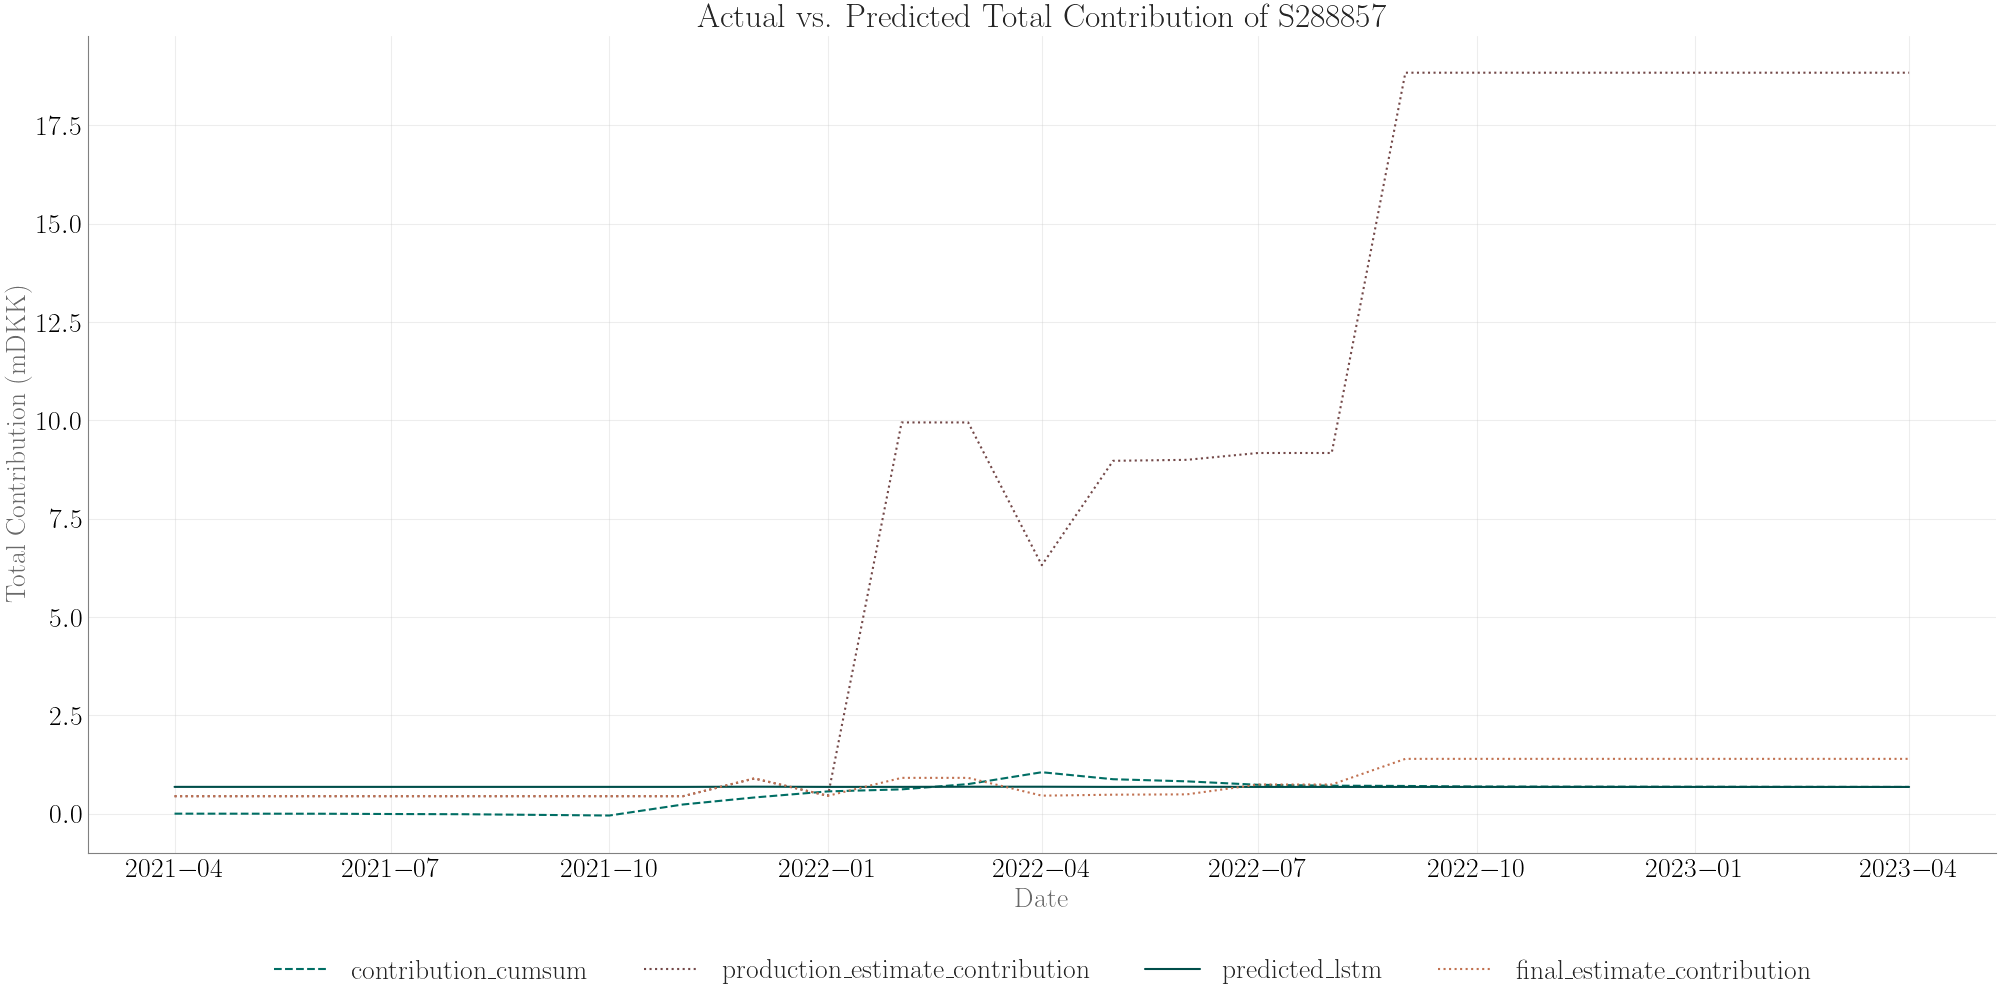 Actual vs. Predicted Total Contribution of S288857
Total Contribution (mDKK)
17.5
15.0
12.5
10.0
7.5
5.0
2.5
0.0
2021−04 2021−07 2021−10 2022−01 2022−04 2022−07 2022−10 2023−01 2023−04
Date
contribution_cumsum production_estimate_contribution predicted_lstm final_estimate_contribution